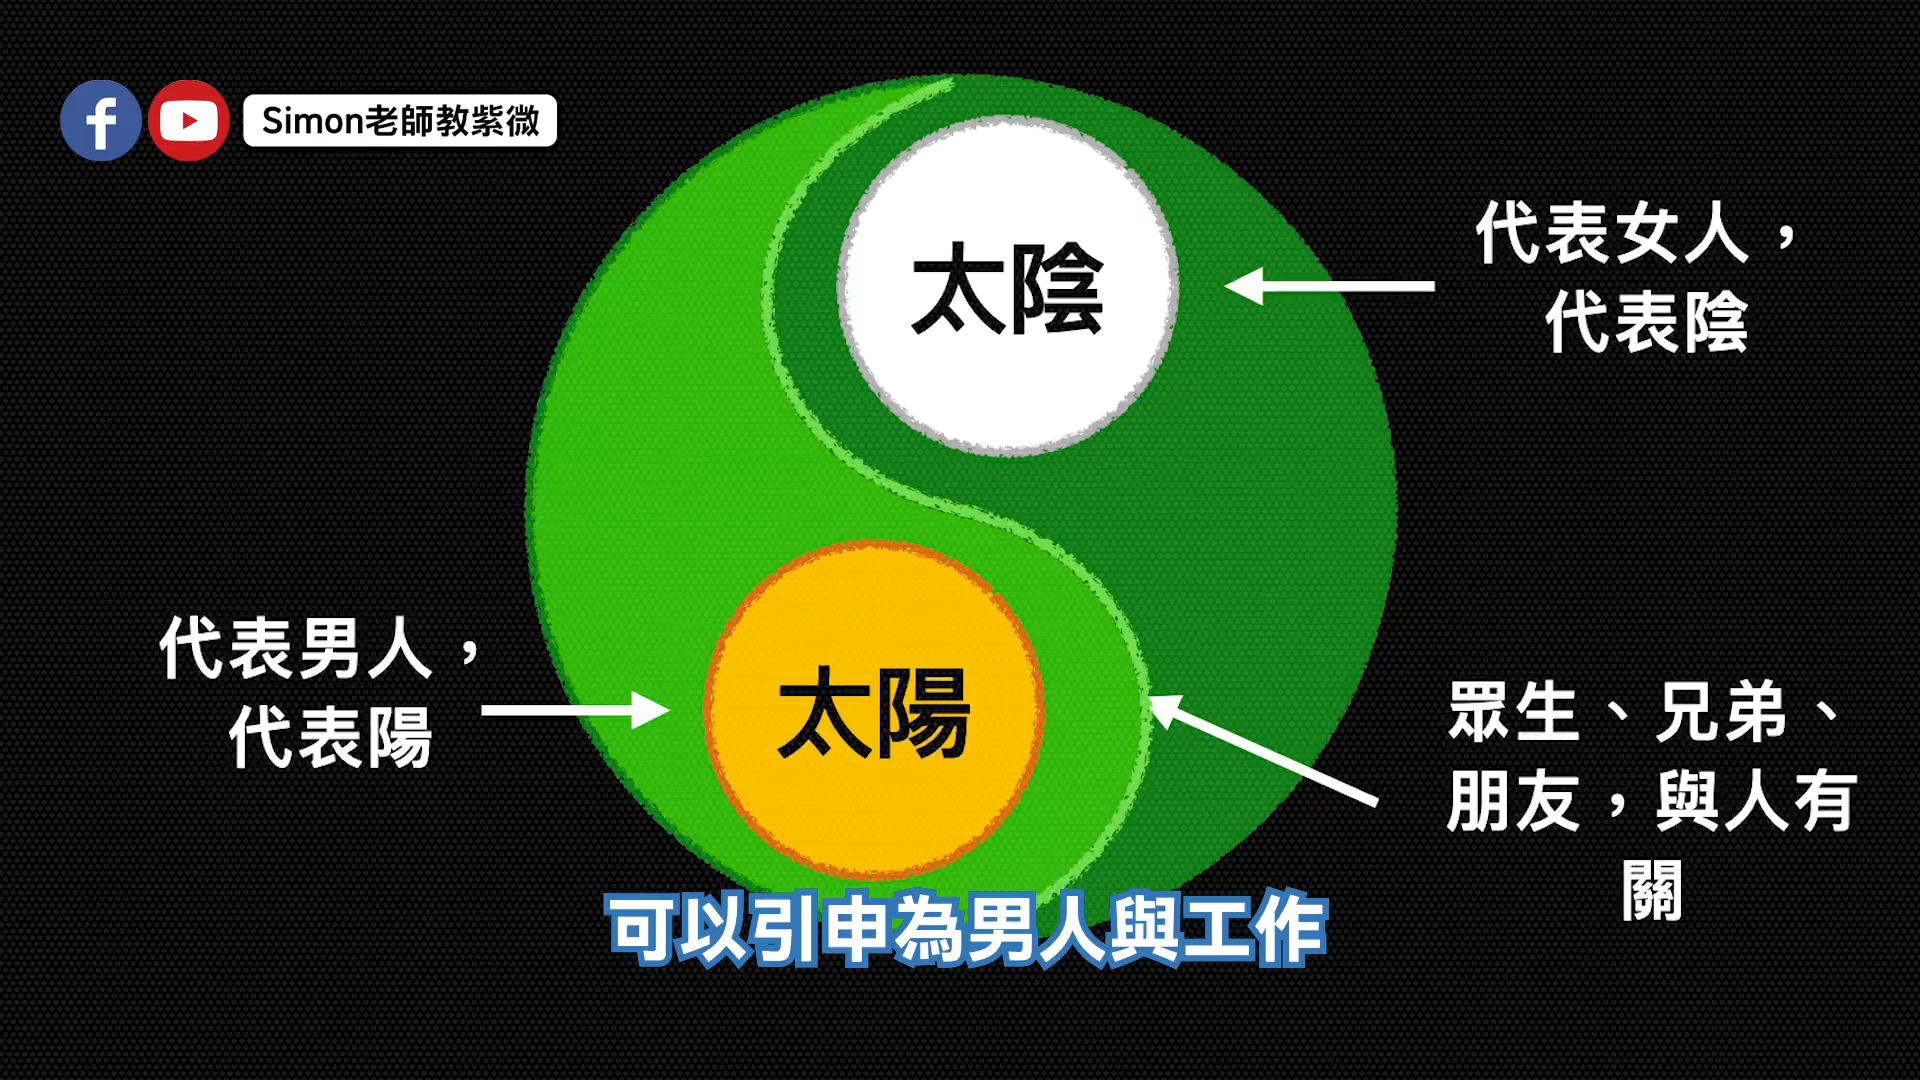 Simon老師教紫微
太陰
代表女人，
代表陰
代表男人，
代表陽
太陽
眾生、兄弟、
朋友，與人有
關
可以引申為男人與工作